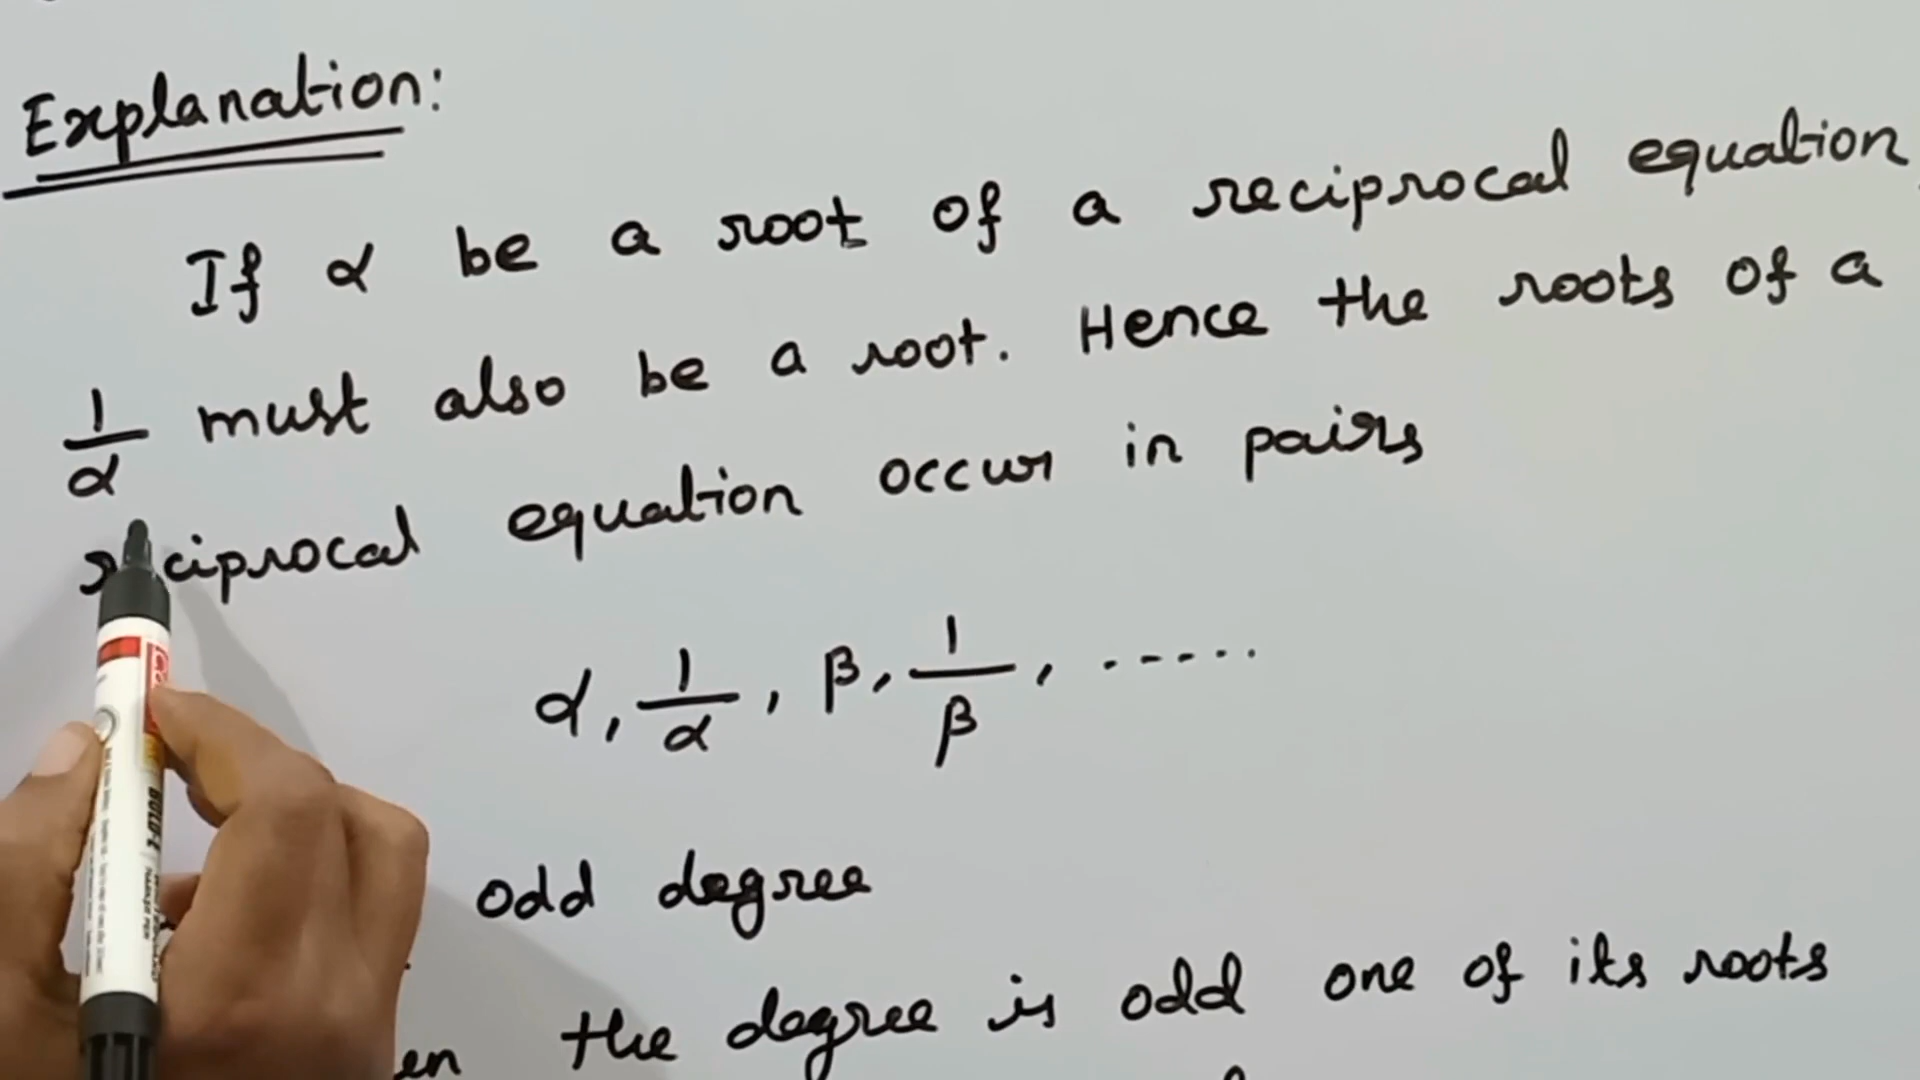 Explanation:
If α be a root of a reciprocal equation,
1/α must also be a root. Hence the roots of a
reciprocal equation occur in pairs
α, 1/α, β, 1/β, ......
odd degree
the degree is odd one of its roots